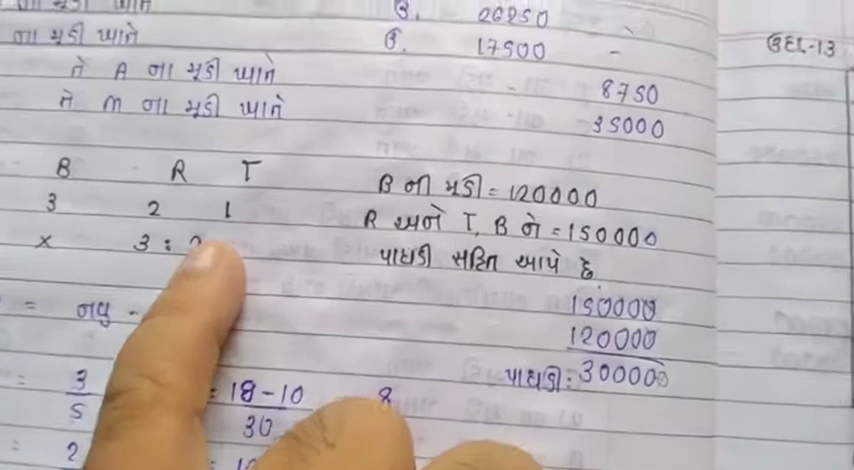 ઉ. 26250
ના મૂડી ખાતે ઉ. 17500 -
તે A ના મૂડી ખાતે 8750
તે M ના મૂડી ખાતે 35000
B R T
3 2 1
x 3 :
B ની મૂડી = 120000
R અને T, B ને = 150000
પાઘડી સહિત આપે છે
150000
120000
પાઘડી : 300000
= નવુ -
= 3/5 = 18-10/30 8
= 2
ઉદા.-13